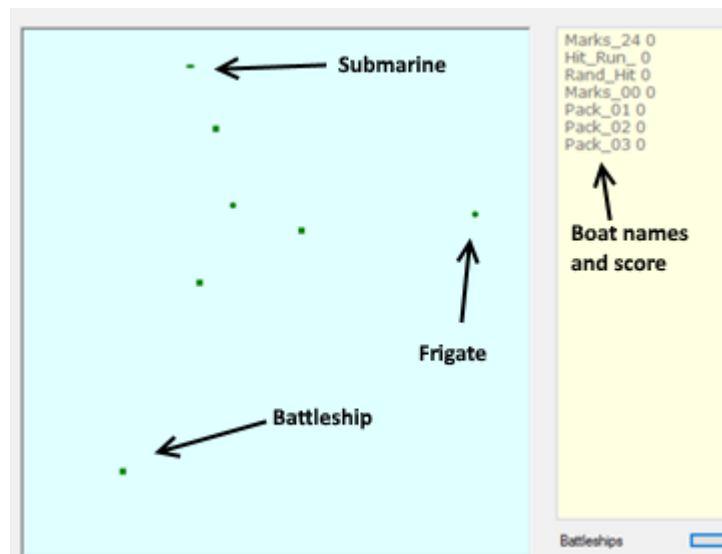 Submarine
Marks_24 0
Hit_Run_ 0
Rand_Hit 0
Marks_00 0
Pack_01 0
Pack_02 0
Pack_03 0
Boat names
and score
Frigate
Battleship
Battleships